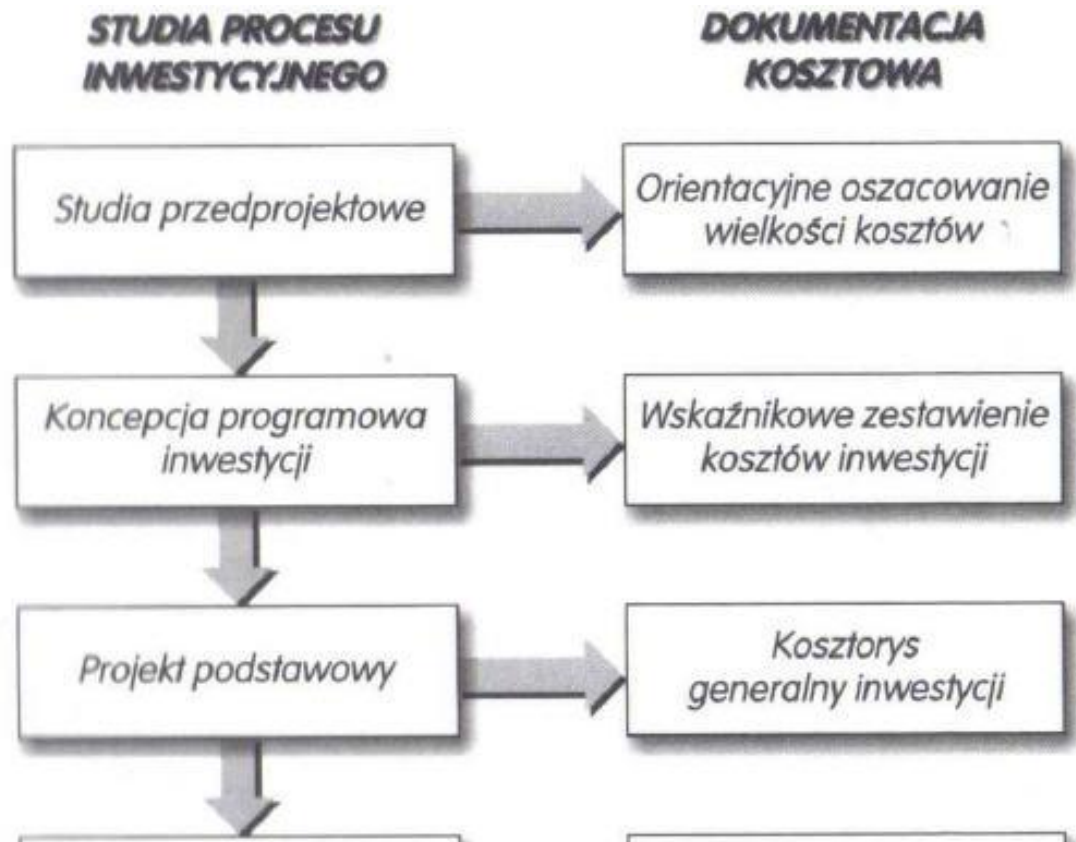 STUDIA PROCESU
INWESTYCYJNEGO
DOKUMENTACJA
KOSZTOWA
Studia przedprojektowe
Orientacyjne oszacowanie
wielkości kosztów
Koncepcja programowa
inwestycji
Wskaźnikowe zestawienie
kosztów inwestycji
Projekt podstawowy
Kosztorys
generalny inwestycji